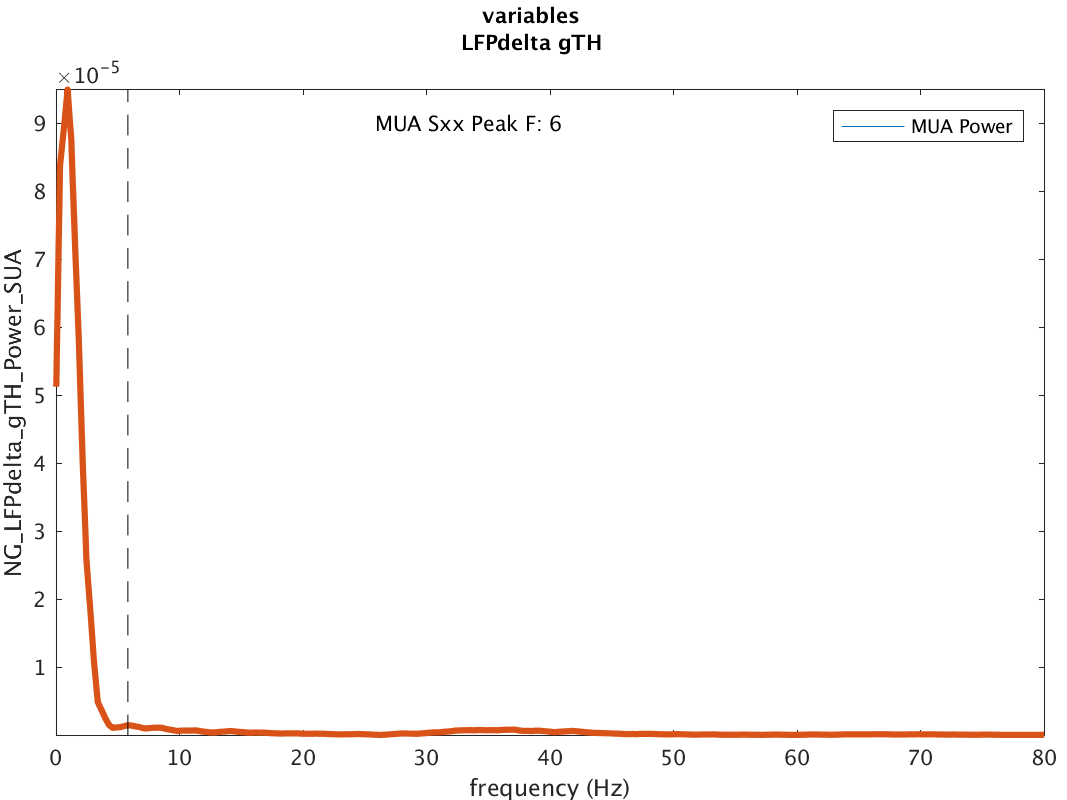 variables
LFPdelta gTH
×10⁻⁵
MUA Sxx Peak F: 6
MUA Power
9
8
7
6
5
4
3
2
1
NG_LFPdelta_gTH_Power_SUA
0 10 20 30 40 50 60 70 80
frequency (Hz)